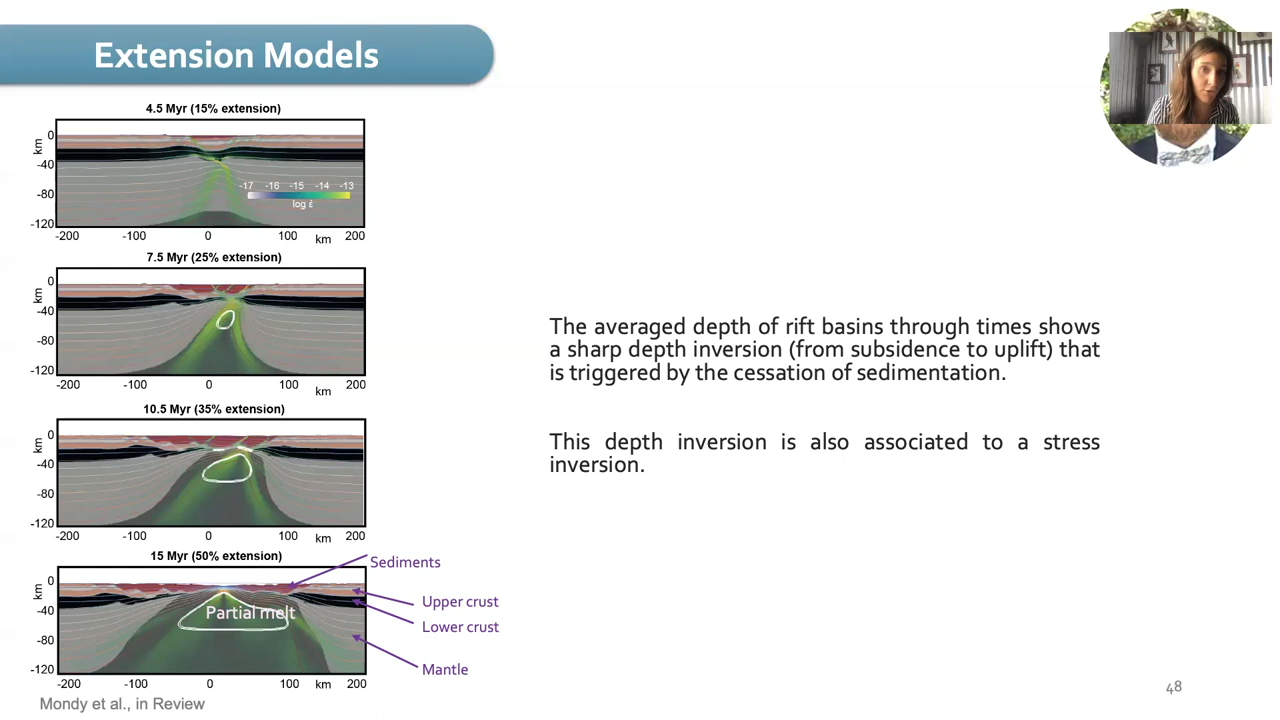 Extension Models
4.5 Myr (15% extension)
0
-40
-80
-120
km
-17 -16 -15 -14 -13
log ε̇
-200 -100 0 100 km 200
7.5 Myr (25% extension)
0
-40
-80
-120
km
-200 -100 0 100 km 200
10.5 Myr (35% extension)
0
-40
-80
-120
km
-200 -100 0 100 km 200
15 Myr (50% extension)
0
-40
-80
-120
km
Partial melt
-200 -100 0 100 km 200
Sediments
Upper crust
Lower crust
Mantle
The averaged depth of rift basins through times shows
a sharp depth inversion (from subsidence to uplift) that
is triggered by the cessation of sedimentation.
This depth inversion is also associated to a stress
inversion.
Mondy et al., in Review
48